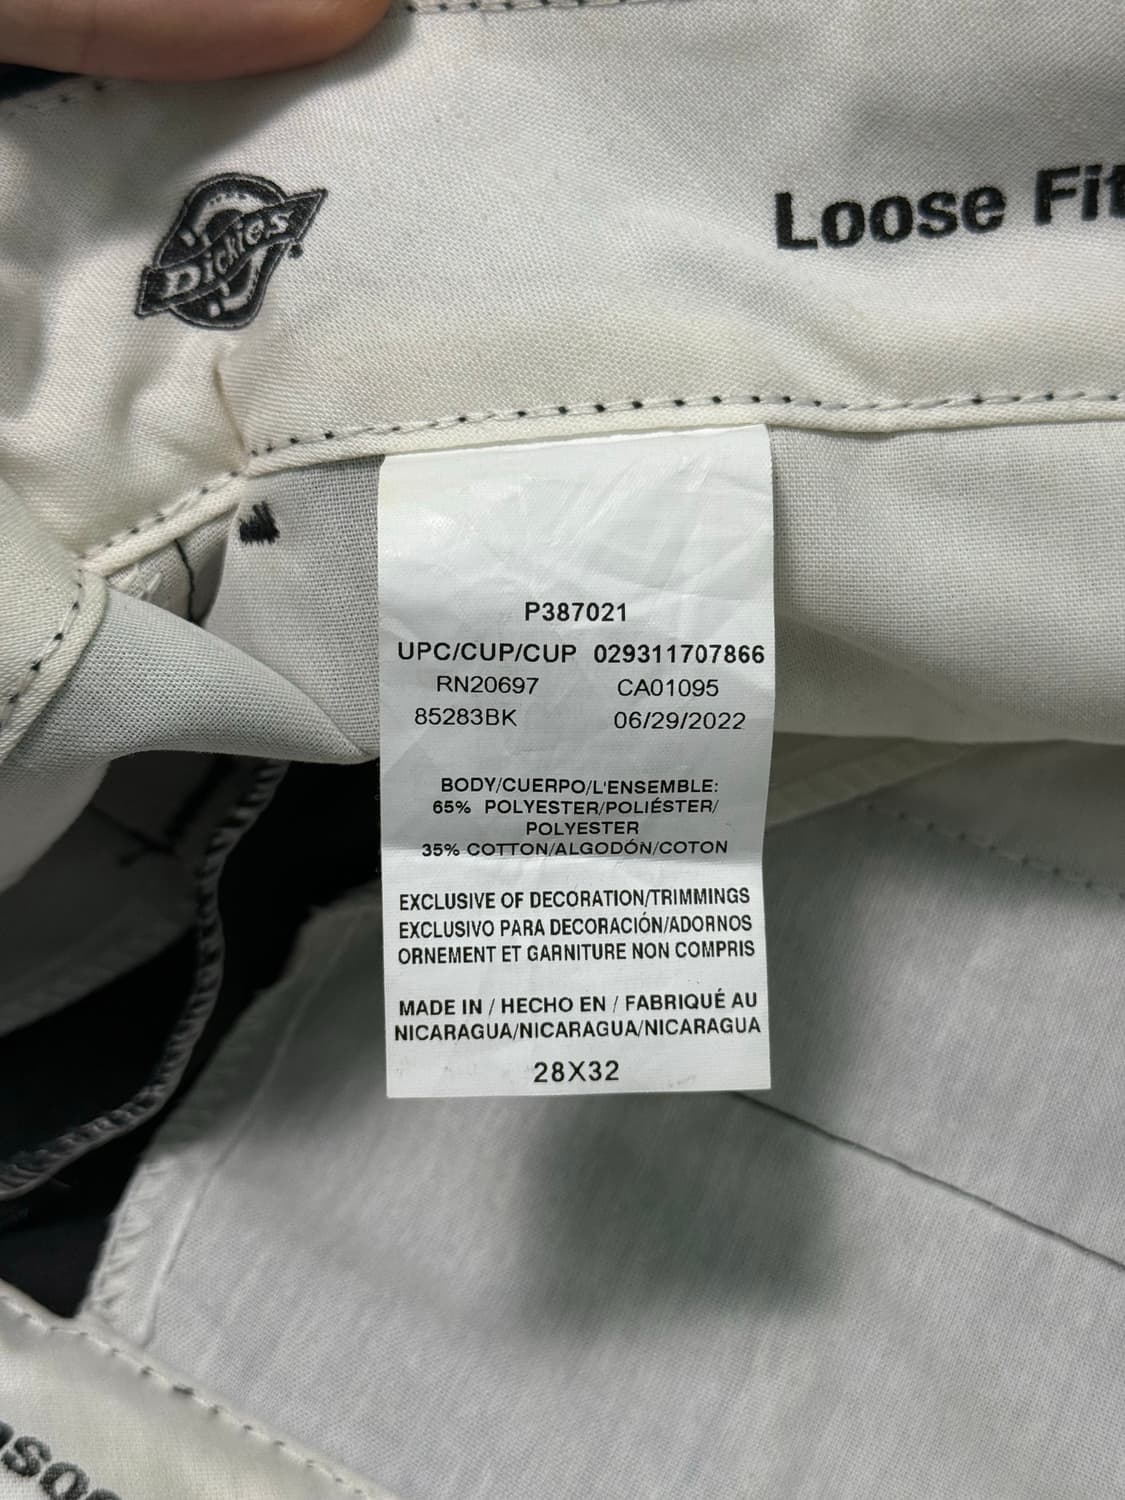 Dickies
Loose Fit
P387021
UPC/CUP/CUP 029311707866
RN20697 CA01095
85283BK 06/29/2022
BODY/CUERPO/L'ENSEMBLE:
65% POLYESTER/POLIÉSTER/
POLYESTER
35% COTTON/ALGODÓN/COTON
EXCLUSIVE OF DECORATION/TRIMMINGS
EXCLUSIVO PARA DECORACIÓN/ADORNOS
ORNEMENT ET GARNITURE NON COMPRIS
MADE IN / HECHO EN / FABRIQUÉ AU
NICARAGUA/NICARAGUA/NICARAGUA
28X32